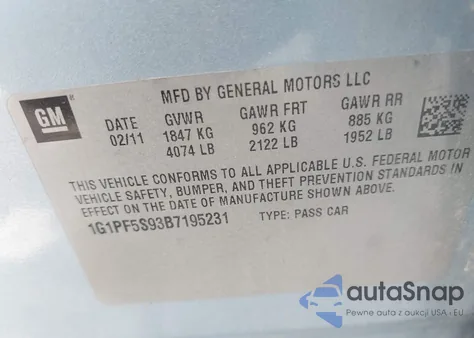 MFD BY GENERAL MOTORS LLC
GM ®
DATE GVWR GAWR FRT GAWR RR
02/11 1847 KG 962 KG 885 KG
4074 LB 2122 LB 1952 LB
THIS VEHICLE CONFORMS TO ALL APPLICABLE U.S. FEDERAL MOTOR
VEHICLE SAFETY, BUMPER, AND THEFT PREVENTION STANDARDS IN
EFFECT ON THE DATE OF MANUFACTURE SHOWN ABOVE.
1G1PF5S93B7195231 TYPE: PASS CAR
autoSnap
Pewne auta z aukcji USA i EU